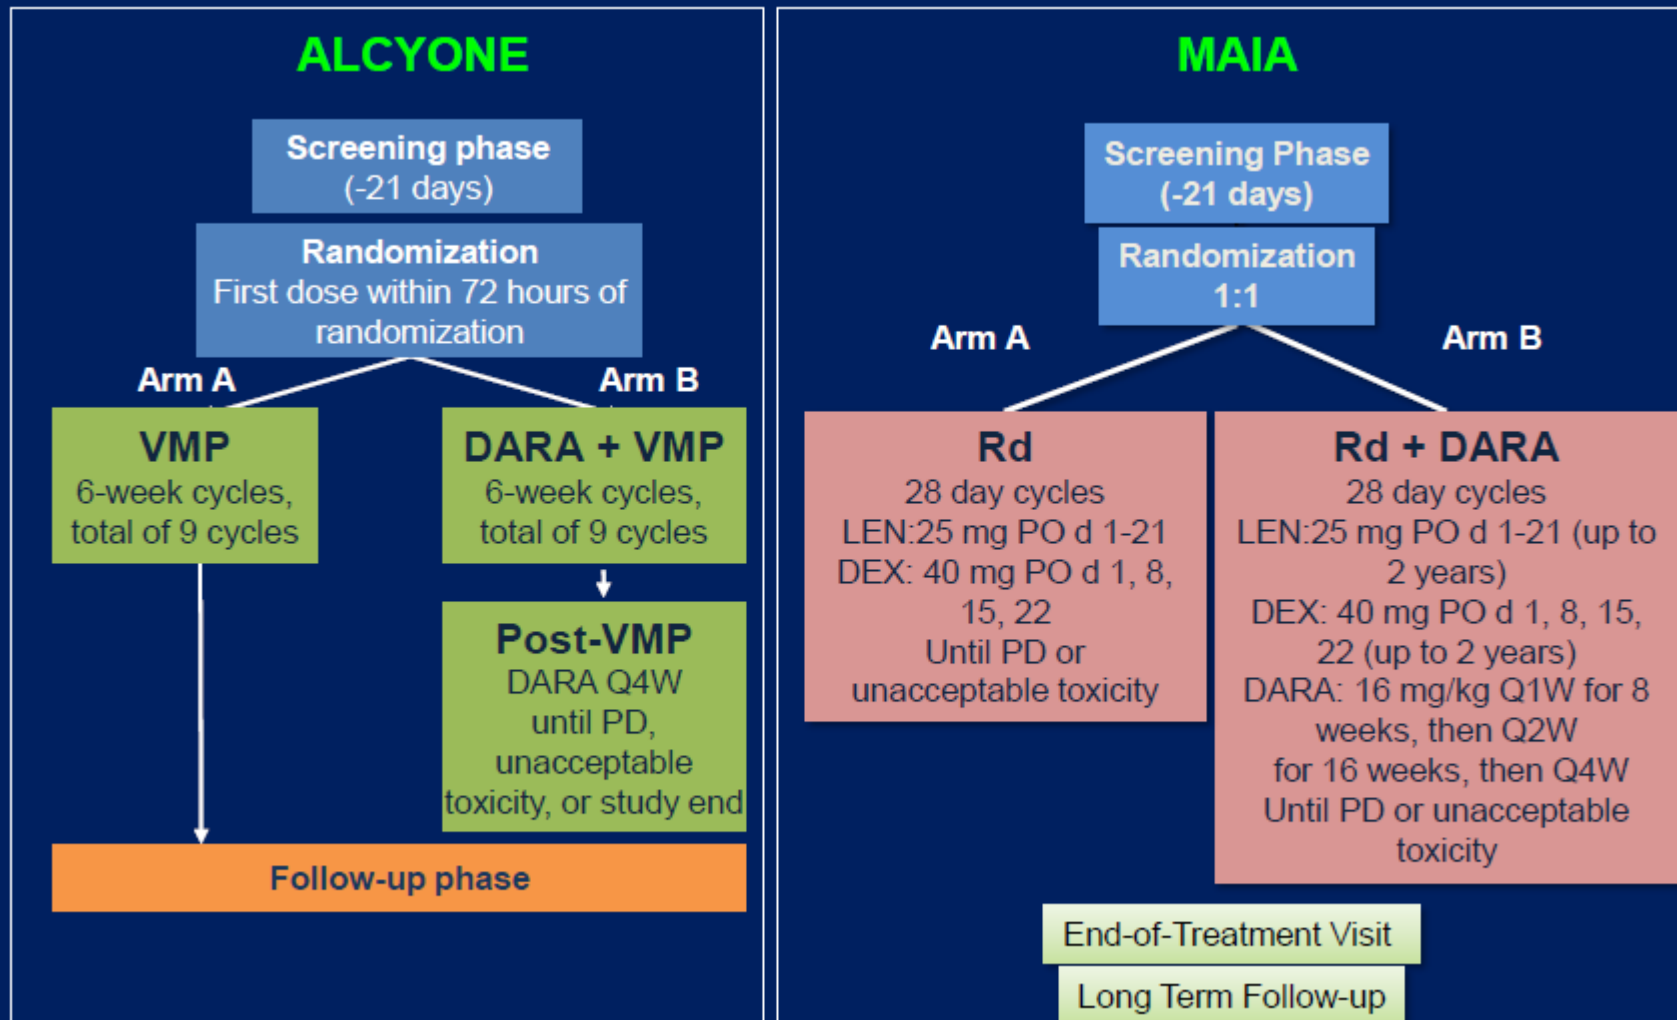 ALCYONE
Screening phase
(-21 days)
Randomization
First dose within 72 hours of
randomization
Arm A
Arm B
VMP
6-week cycles,
total of 9 cycles
DARA + VMP
6-week cycles,
total of 9 cycles
Post-VMP
DARA Q4W
until PD,
unacceptable
toxicity, or study end
Follow-up phase
MAIA
Screening Phase
(-21 days)
Randomization
1:1
Arm A
Arm B
Rd
28 day cycles
LEN:25 mg PO d 1-21
DEX: 40 mg PO d 1, 8,
15, 22
Until PD or
unacceptable toxicity
Rd + DARA
28 day cycles
LEN:25 mg PO d 1-21 (up to
2 years)
DEX: 40 mg PO d 1, 8, 15,
22 (up to 2 years)
DARA: 16 mg/kg Q1W for 8
weeks, then Q2W
for 16 weeks, then Q4W
Until PD or unacceptable
toxicity
End-of-Treatment Visit
Long Term Follow-up